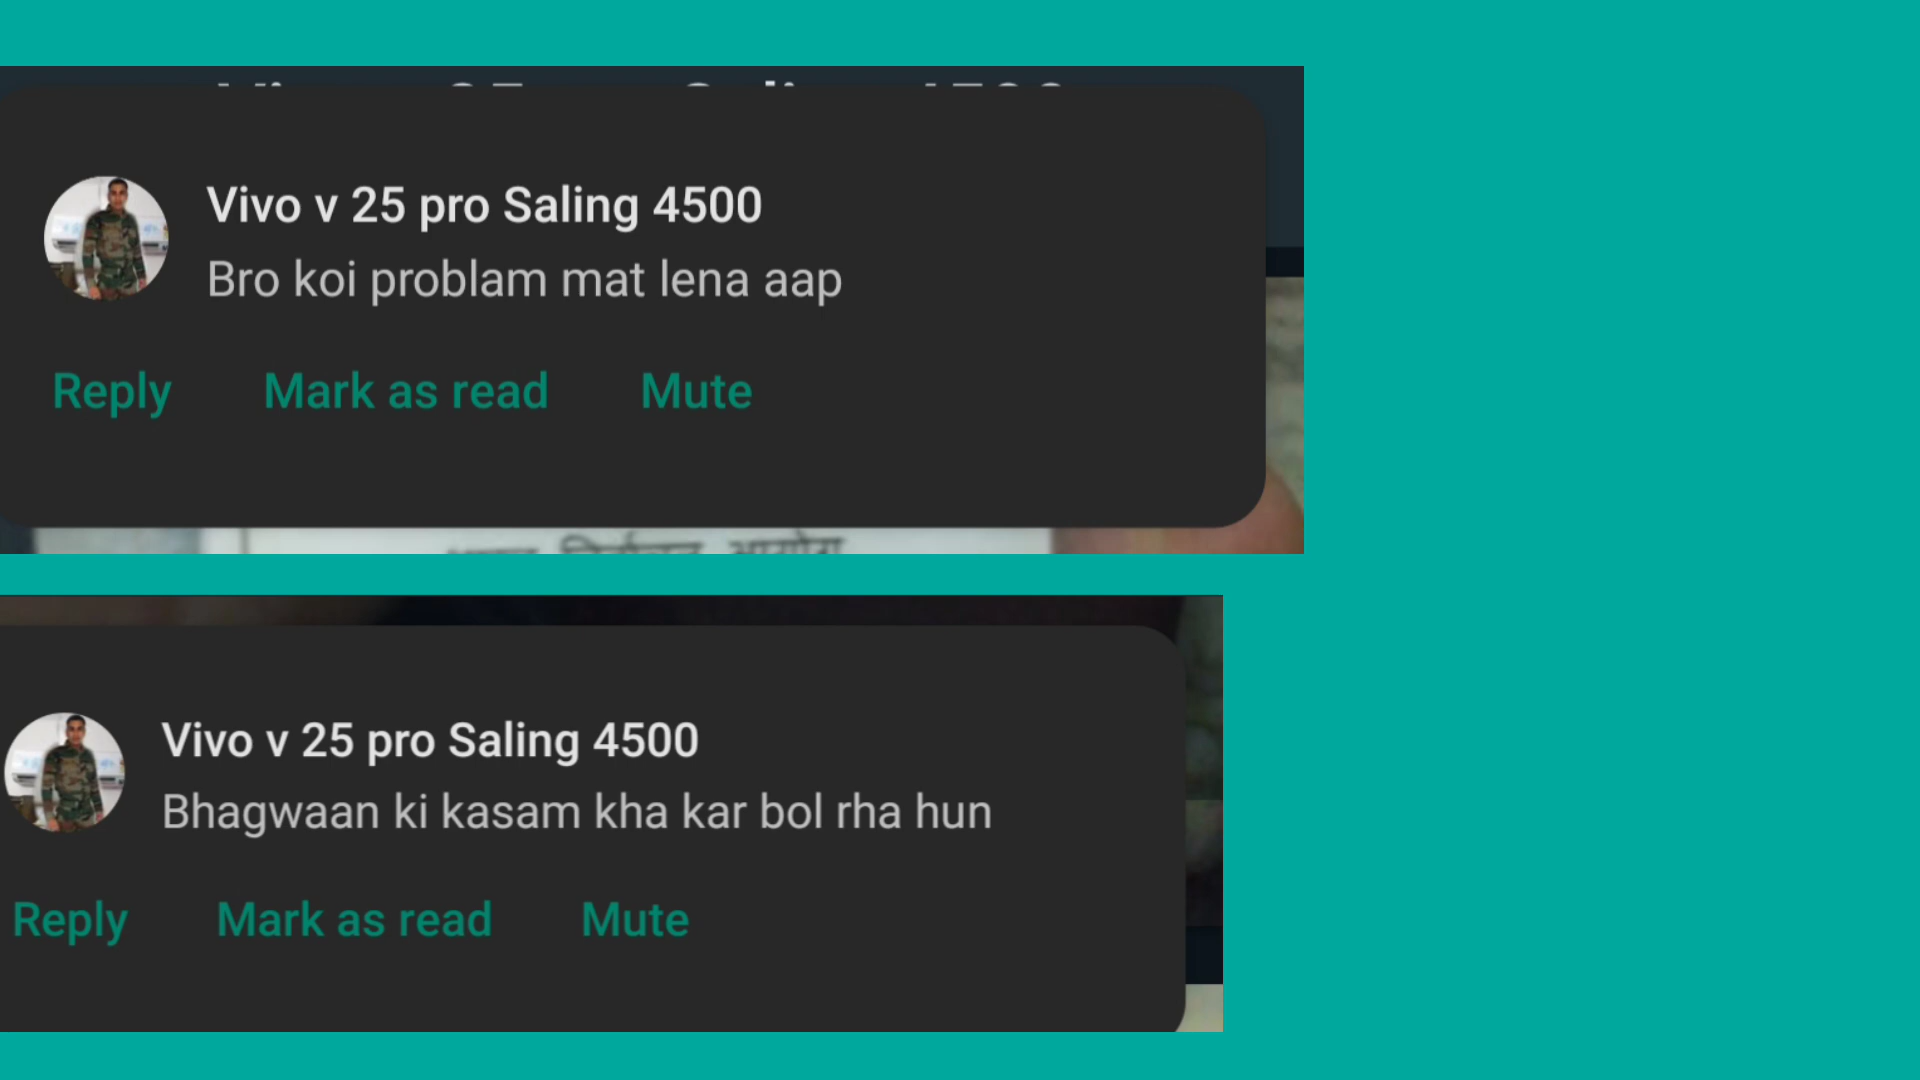 Vivo v 25 pro Saling 4500
Bro koi problam mat lena aap
Reply Mark as read Mute
Vivo v 25 pro Saling 4500
Bhagwaan ki kasam kha kar bol rha hun
Reply Mark as read Mute